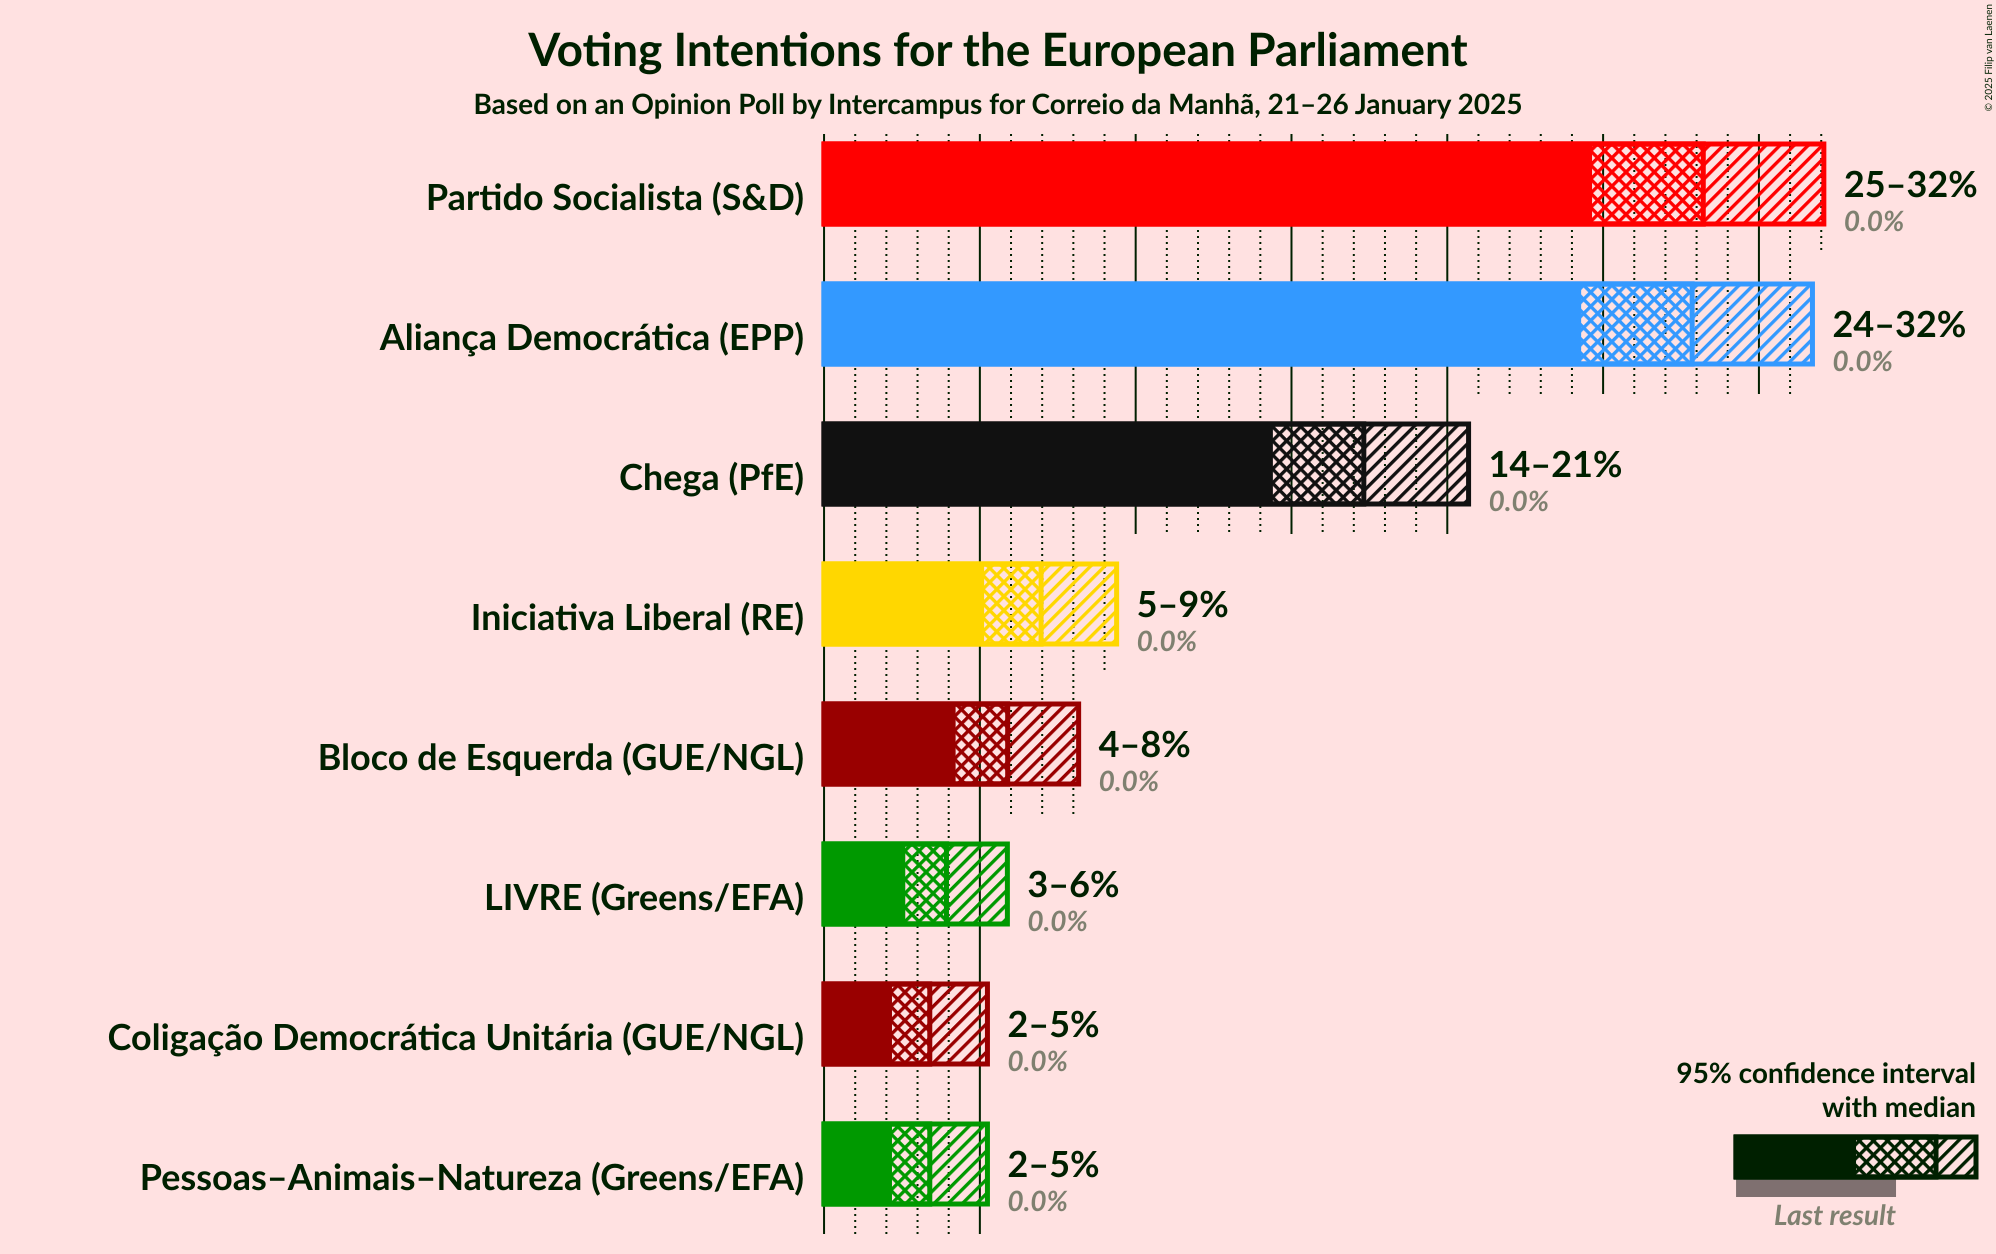 Voting Intentions for the European Parliament
Based on an Opinion Poll by Intercampus for Correio da Manhã, 21–26 January 2025
© 2025 Filip van Laenen
Partido Socialista (S&D)
25–32%
0.0%
Aliança Democrática (EPP)
24–32%
0.0%
Chega (PfE)
14–21%
0.0%
Iniciativa Liberal (RE)
5–9%
0.0%
Bloco de Esquerda (GUE/NGL)
4–8%
0.0%
LIVRE (Greens/EFA)
3–6%
0.0%
Coligação Democrática Unitária (GUE/NGL)
2–5%
0.0%
Pessoas–Animais–Natureza (Greens/EFA)
2–5%
0.0%
95% confidence interval
with median
Last result